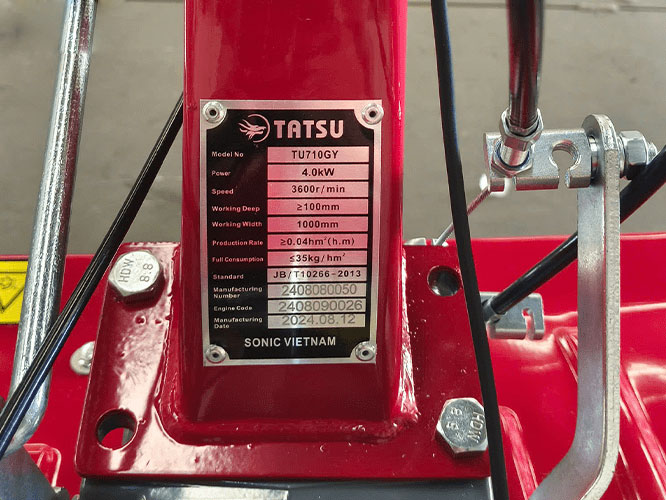 TATSU
Model No TU710GY
Power 4.0kW
Speed 3600r/min
Working Deep ≥100mm
Working Width 1000mm
Production Rate ≥0.04hm²(h.m)
Full Consumption ≤35kg/hm²
Standard JB/T10266-2013
Manufacturing
Number 2408080050
Engine Code 2408090026
Manufacturing
Date 2024.08.12
SONIC VIETNAM
HDW
8.8
HDW
8.8